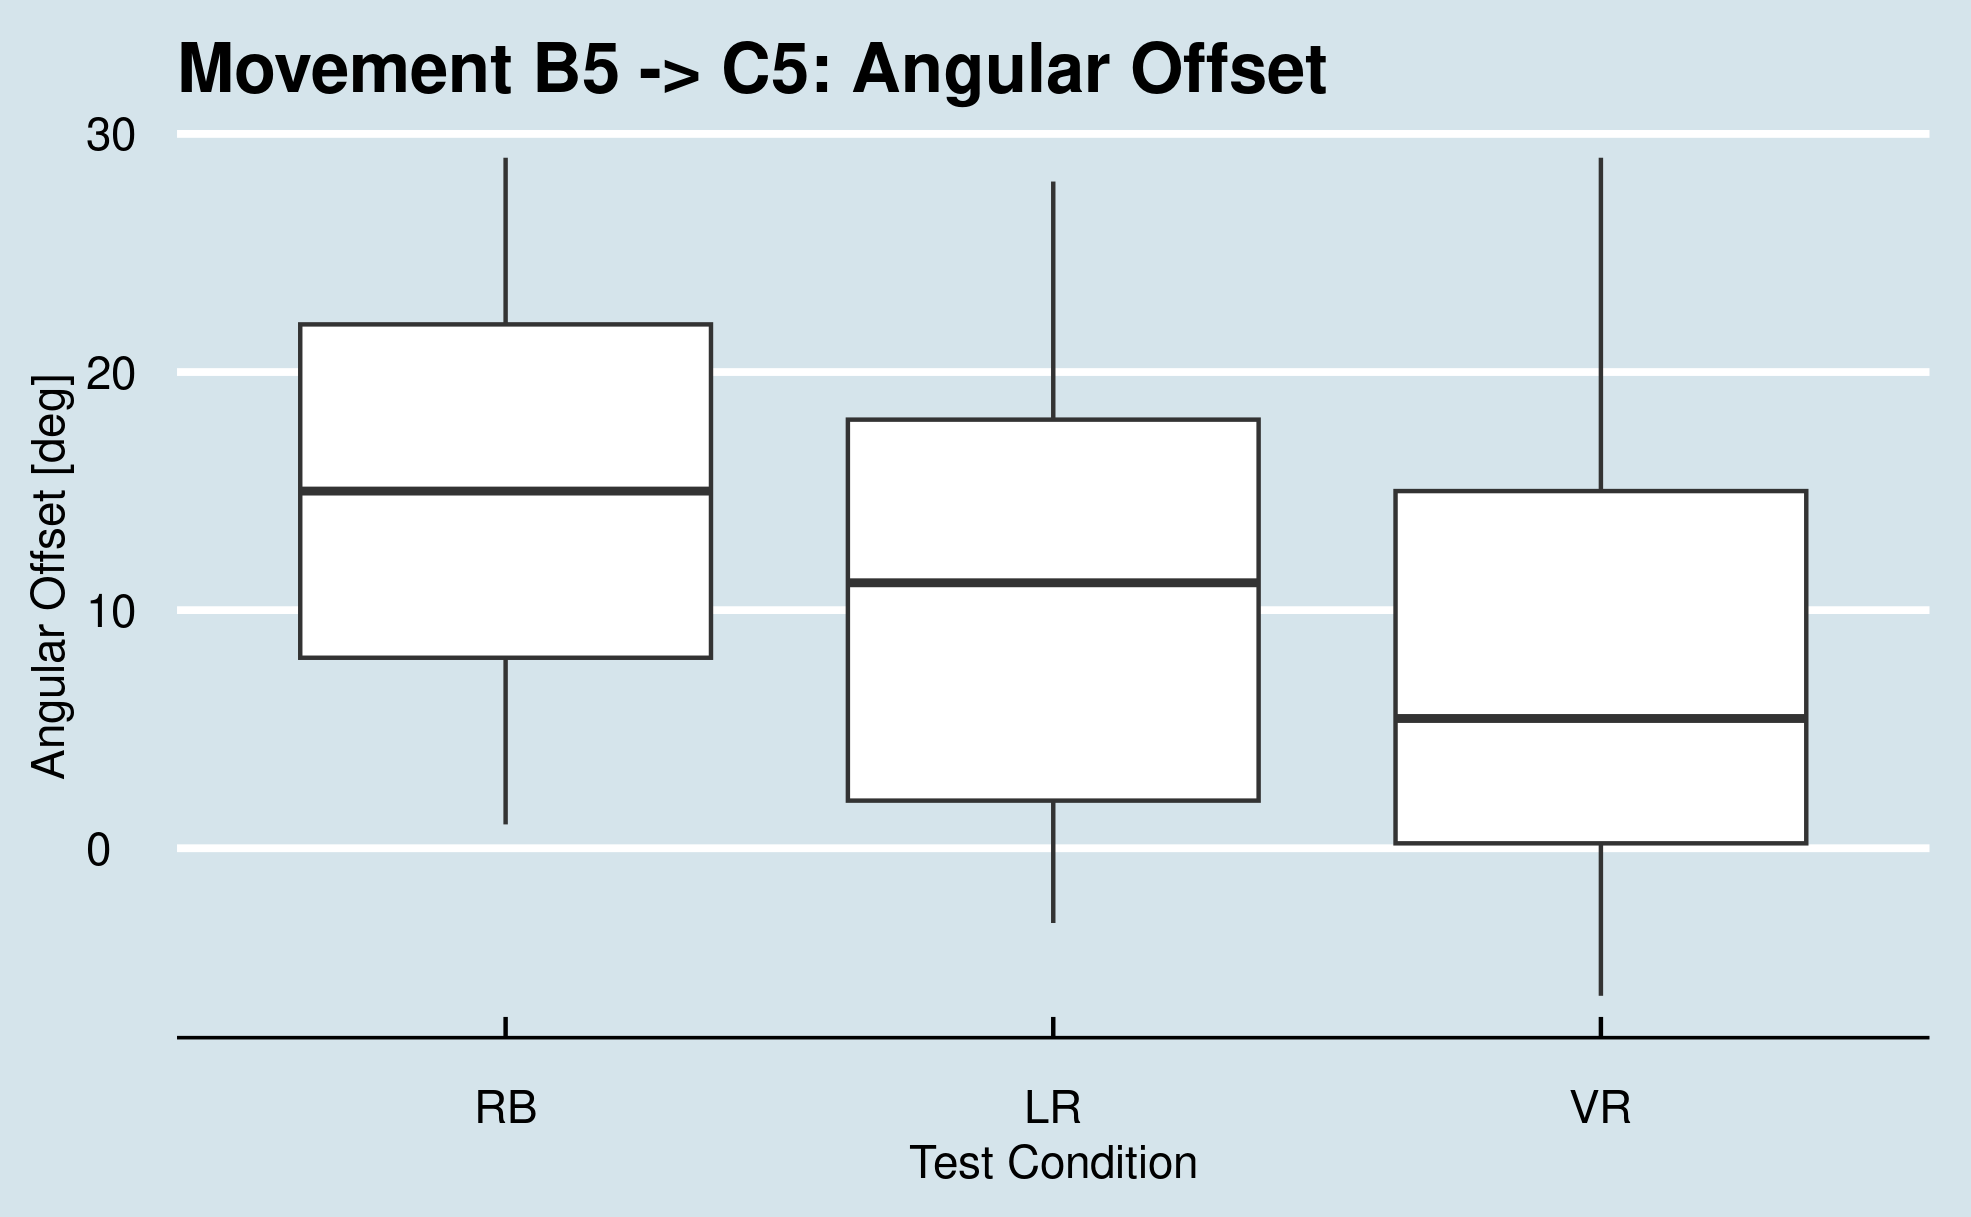 Movement B5 -> C5: Angular Offset
30
20
10
0
Angular Offset [deg]
RB
LR
VR
Test Condition